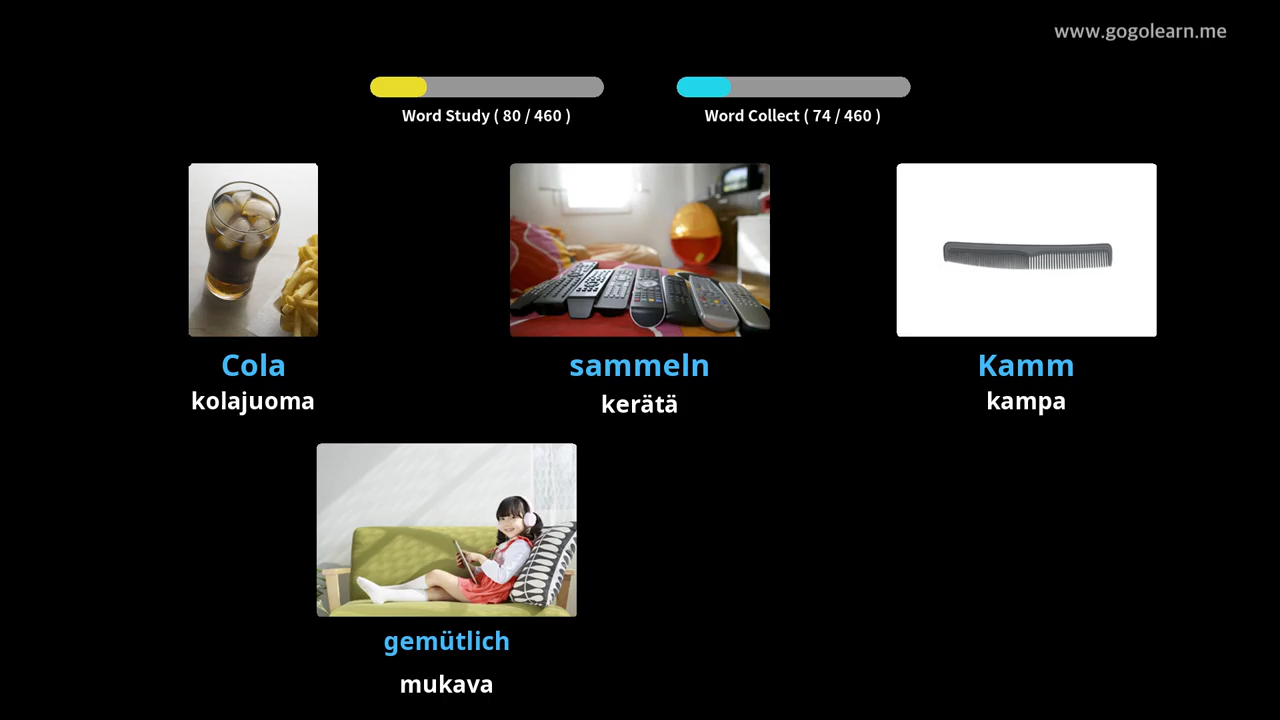 www.gogolearn.me
Word Study ( 80 / 460 )
Word Collect ( 74 / 460 )
Cola
kolajuoma
sammeln
kerätä
Kamm
kampa
gemütlich
mukava